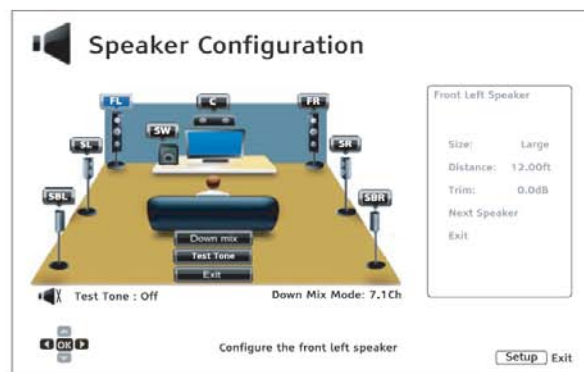 Speaker Configuration
FL
C
FR
SW
SL
SR
SBL
SBR
Down mix
Test Tone
Exit
Test Tone : Off
Down Mix Mode: 7.1Ch
Front Left Speaker
Size: Large
Distance: 12.00ft
Trim: 0.0dB
Next Speaker
Exit
OK
Configure the front left speaker
Setup Exit